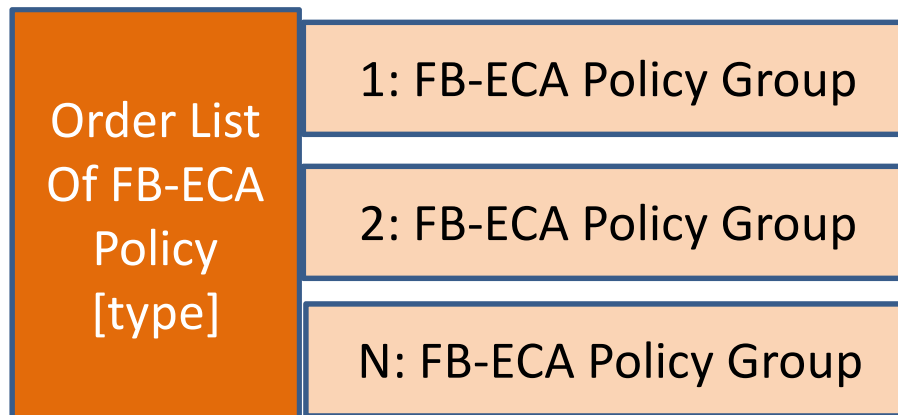 Order List
Of FB-ECA
Policy
[type]
1: FB-ECA Policy Group
2: FB-ECA Policy Group
N: FB-ECA Policy Group